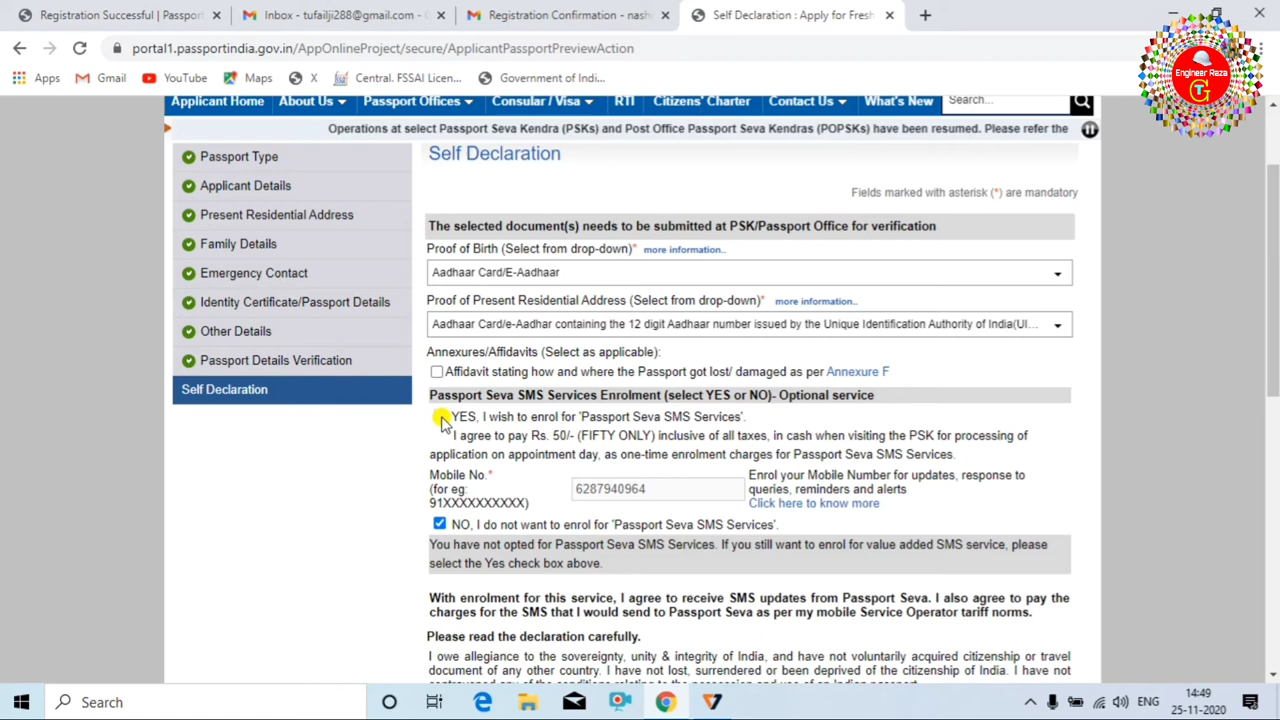 Registration Successful | Passport
Inbox - tufailji288@gmail.com -
Registration Confirmation - nash
Self Declaration : Apply for Fresh
portal1.passportindia.gov.in/AppOnlineProject/secure/ApplicantPassportPreviewAction
Apps
Gmail
YouTube
Maps
X
Central. FSSAI Licen...
Government of Indi...
Engineer Raza
T G
Applicant Home
About Us
Passport Offices
Consular / Visa
RTI
Citizens' Charter
Contact Us
What's New
Search...
Operations at select Passport Seva Kendra (PSKs) and Post Office Passport Seva Kendras (POPSKs) have been resumed. Please refer the
Passport Type
Applicant Details
Present Residential Address
Family Details
Emergency Contact
Identity Certificate/Passport Details
Other Details
Passport Details Verification
Self Declaration
Self Declaration
Fields marked with asterisk (*) are mandatory
The selected document(s) needs to be submitted at PSK/Passport Office for verification
Proof of Birth (Select from drop-down)* more information..
Aadhaar Card/E-Aadhaar
Proof of Present Residential Address (Select from drop-down)* more information..
Aadhaar Card/e-Aadhar containing the 12 digit Aadhaar number issued by the Unique Identification Authority of India(UI...
Annexures/Affidavits (Select as applicable):
Affidavit stating how and where the Passport got lost/ damaged as per Annexure F
Passport Seva SMS Services Enrolment (select YES or NO)- Optional service
YES, I wish to enrol for 'Passport Seva SMS Services'.
I agree to pay Rs. 50/- (FIFTY ONLY) inclusive of all taxes, in cash when visiting the PSK for processing of
application on appointment day, as one-time enrolment charges for Passport Seva SMS Services.
Mobile No.*
(for eg:
91XXXXXXXXXX)
6287940964
Enrol your Mobile Number for updates, response to
queries, reminders and alerts
Click here to know more
NO, I do not want to enrol for 'Passport Seva SMS Services'.
You have not opted for Passport Seva SMS Services. If you still want to enrol for value added SMS service, please
select the Yes check box above.
With enrolment for this service, I agree to receive SMS updates from Passport Seva. I also agree to pay the
charges for the SMS that I would send to Passport Seva as per my mobile Service Operator tariff norms.
Please read the declaration carefully.
I owe allegiance to the sovereignty, unity & integrity of India, and have not voluntarily acquired citizenship or travel
document of any other country. I have not lost, surrendered or been deprived of the citizenship of India. I have not
Search
ENG
14:49
25-11-2020